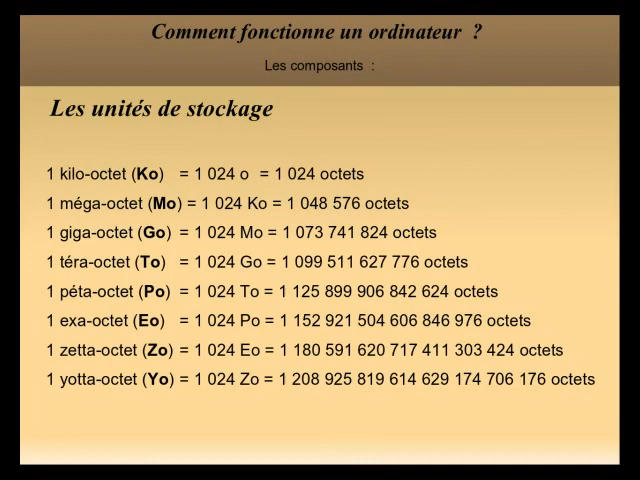 Comment fonctionne un ordinateur ?
Les composants :
Les unités de stockage
1 kilo-octet (Ko) = 1 024 o = 1 024 octets
1 méga-octet (Mo) = 1 024 Ko = 1 048 576 octets
1 giga-octet (Go) = 1 024 Mo = 1 073 741 824 octets
1 téra-octet (To) = 1 024 Go = 1 099 511 627 776 octets
1 péta-octet (Po) = 1 024 To = 1 125 899 906 842 624 octets
1 exa-octet (Eo) = 1 024 Po = 1 152 921 504 606 846 976 octets
1 zetta-octet (Zo) = 1 024 Eo = 1 180 591 620 717 411 303 424 octets
1 yotta-octet (Yo) = 1 024 Zo = 1 208 925 819 614 629 174 706 176 octets